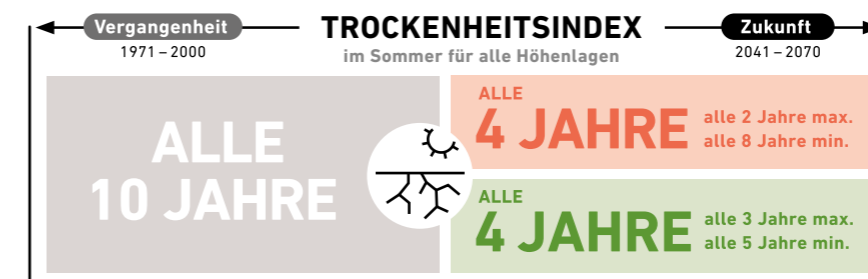 Vergangenheit
1971 – 2000
TROCKENHEITSINDEX
im Sommer für alle Höhenlagen
Zukunft
2041 – 2070
ALLE
10 JAHRE
ALLE
4 JAHRE
alle 2 Jahre max.
alle 8 Jahre min.
ALLE
4 JAHRE
alle 3 Jahre max.
alle 5 Jahre min.